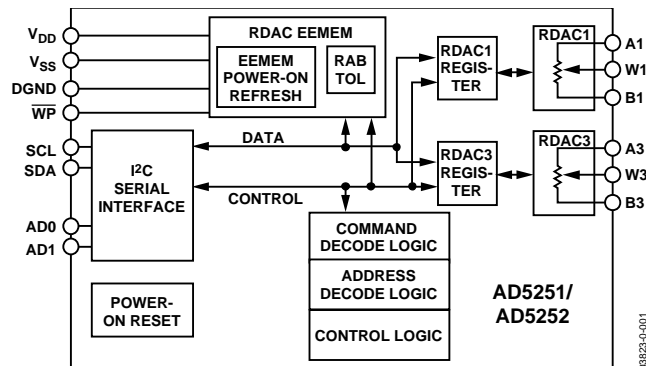 VDD
VSS
DGND
WP
SCL
SDA
AD0
AD1
RDAC EEMEM
EEMEM
POWER-ON
REFRESH
RAB
TOL
DATA
CONTROL
I2C
SERIAL
INTERFACE
POWER-
ON RESET
COMMAND
DECODE LOGIC
ADDRESS
DECODE LOGIC
CONTROL LOGIC
RDAC1
REGIS-
TER
RDAC3
REGIS-
TER
RDAC1
RDAC3
A1
W1
B1
A3
W3
B3
AD5251/
AD5252
03823-0-001